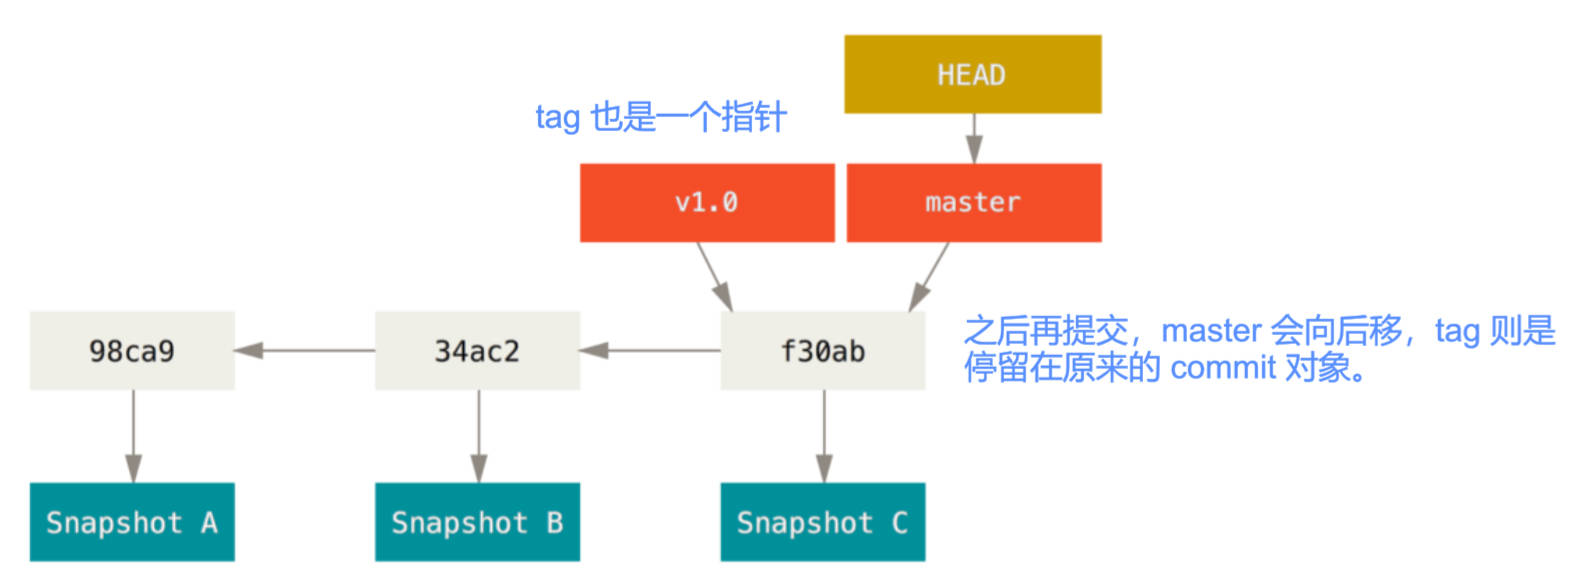 HEAD
tag 也是一个指针
v1.0
master
之后再提交，master 会向后移，tag 则是
停留在原来的 commit 对象。
98ca9
34ac2
f30ab
Snapshot A
Snapshot B
Snapshot C